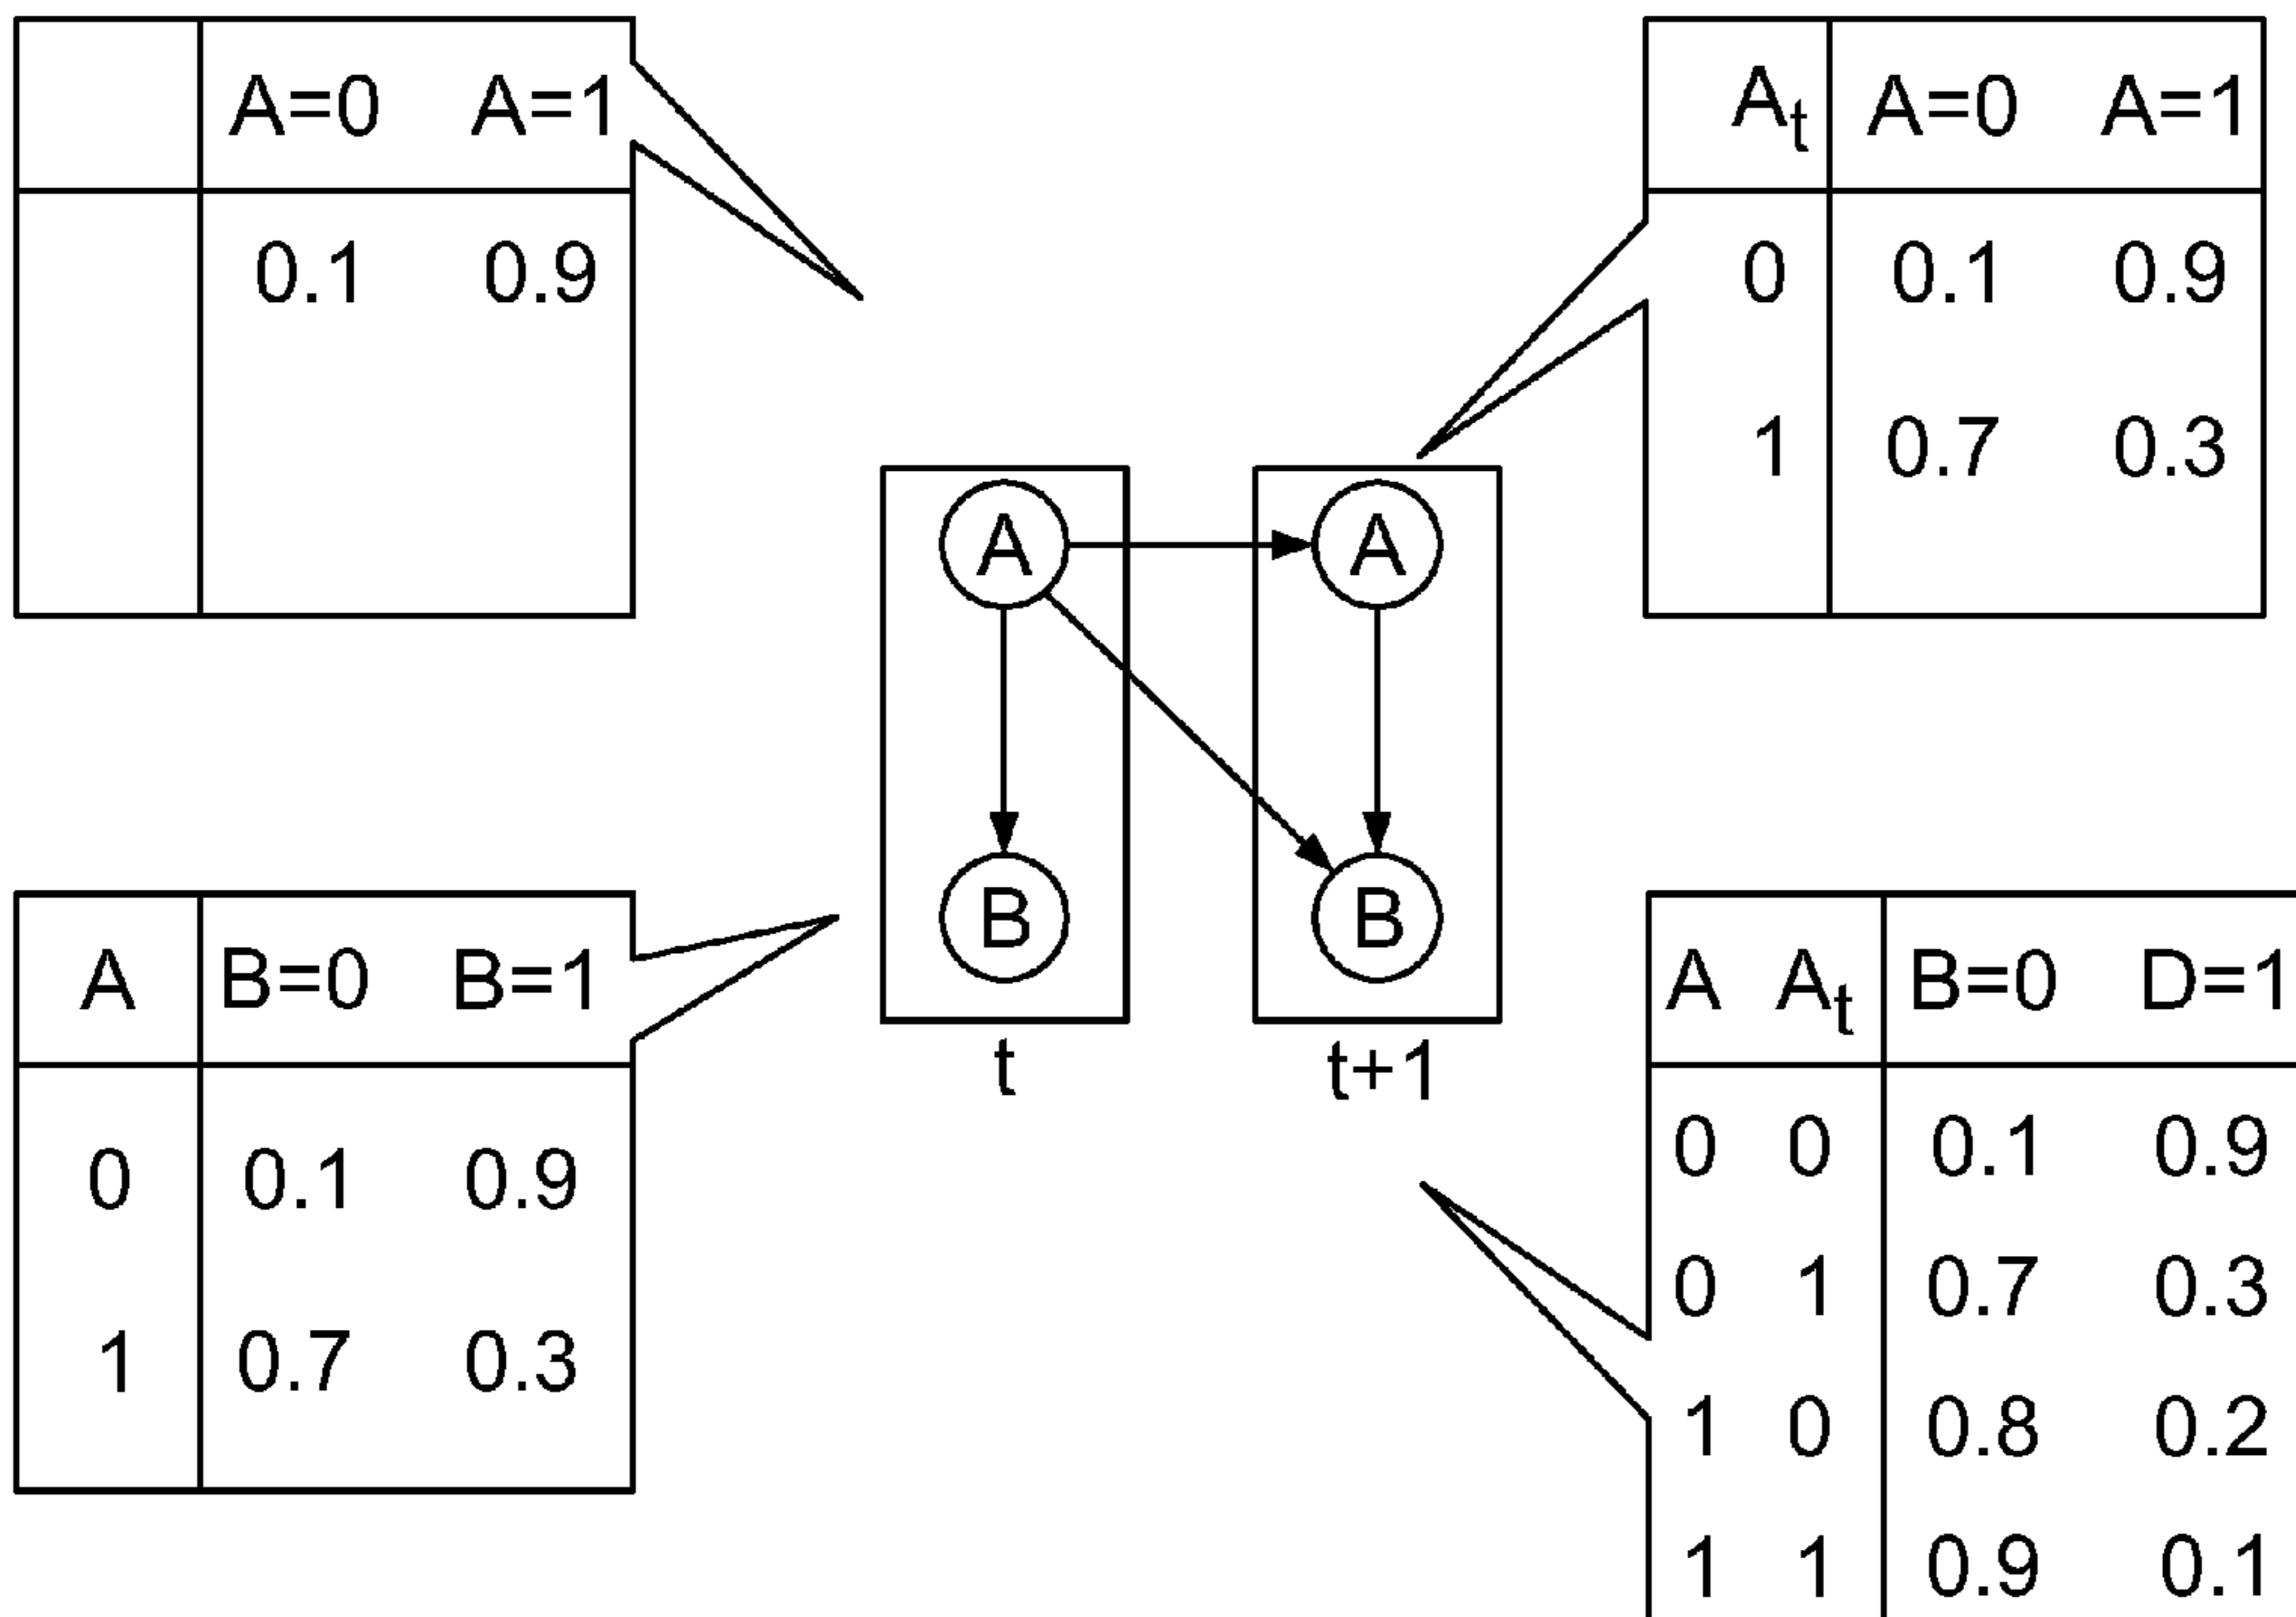 A=0 A=1
0.1 0.9
A_t A=0 A=1
0 0.1 0.9
1 0.7 0.3
A A
B B
t t+1
A B=0 B=1
0 0.1 0.9
1 0.7 0.3
A A_t B=0 D=1
0 0 0.1 0.9
0 1 0.7 0.3
1 0 0.8 0.2
1 1 0.9 0.1